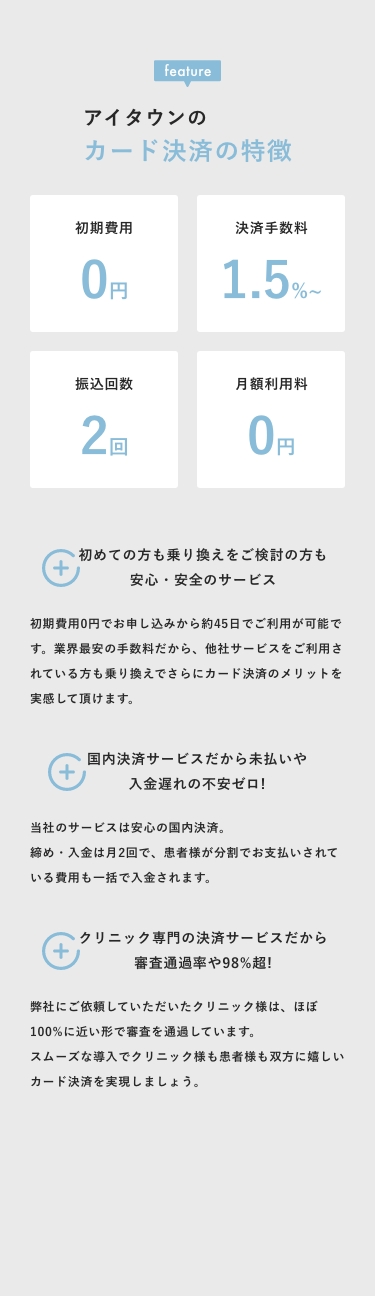 feature
アイタウンの
カード決済の特徴
初期費用
0円
決済手数料
1.5%~
振込回数
2回
月額利用料
0円
初めての方も乗り換えをご検討の方も
安心・安全のサービス
初期費用0円でお申し込みから約45日でご利用が可能で
す。業界最安の手数料だから、他社サービスをご利用さ
れている方も乗り換えでさらにカード決済のメリットを
実感して頂けます。
国内決済サービスだから未払いや
入金遅れの不安ゼロ!
当社のサービスは安心の国内決済。
締め・入金は月2回で、患者様が分割でお支払いされて
いる費用も一括で入金されます。
クリニック専門の決済サービスだから
審査通過率や98%超!
弊社にご依頼していただいたクリニック様は、ほぼ
100%に近い形で審査を通過しています。
スムーズな導入でクリニック様も患者様も双方に嬉しい
カード決済を実現しましょう。